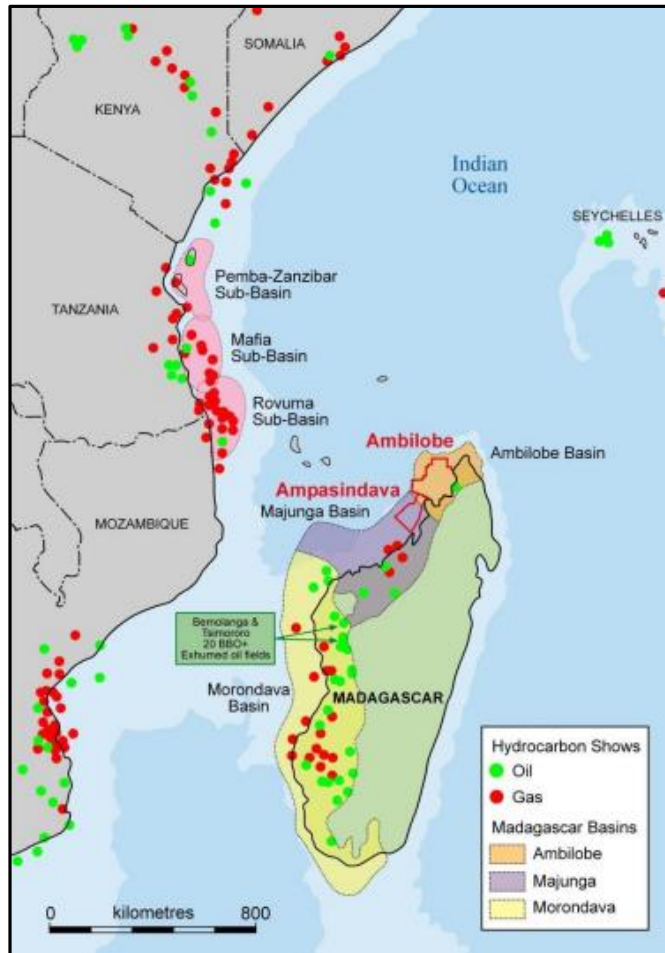 SOMALIA
KENYA
Indian
Ocean
SEYCHELLES
Pemba-Zanzibar
Sub-Basin
TANZANIA
Mafia
Sub-Basin
Rovuma
Sub-Basin
Ambilobe
Ambilobe Basin
Ampasindava
Majunga Basin
MOZAMBIQUE
Bemolanga &
Tsimororo
20 BBO+
Exhumed oil fields
Morondava
Basin
MADAGASCAR
Hydrocarbon Shows
Oil
Gas
Madagascar Basins
Ambilobe
Majunga
Morondava
0 kilometres 800